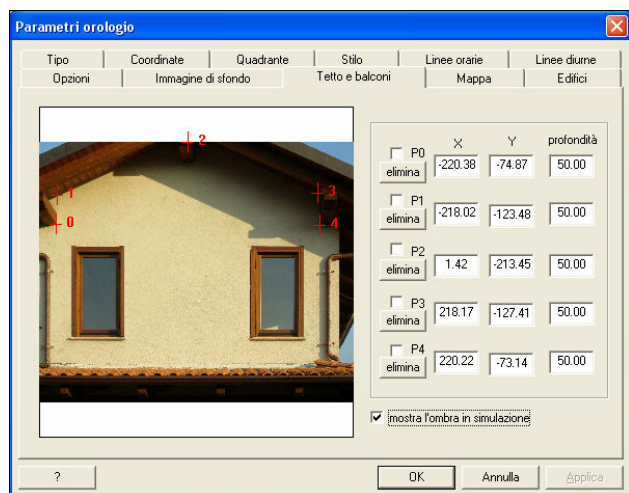 Parametri orologio
Tipo Coordinate Quadrante Stilo Linee orarie Linee diurne
Opzioni Immagine di sfondo Tetto e balconi Mappa Edifici
2
1
0
3
4
X Y profondità
P0
elimina -220.38 -74.87 50.00
P1
elimina -218.02 -123.48 50.00
P2
elimina 1.42 -213.45 50.00
P3
elimina 218.17 -127.41 50.00
P4
elimina 220.22 -73.14 50.00
mostra l'ombra in simulazione
? OK Annulla Applica